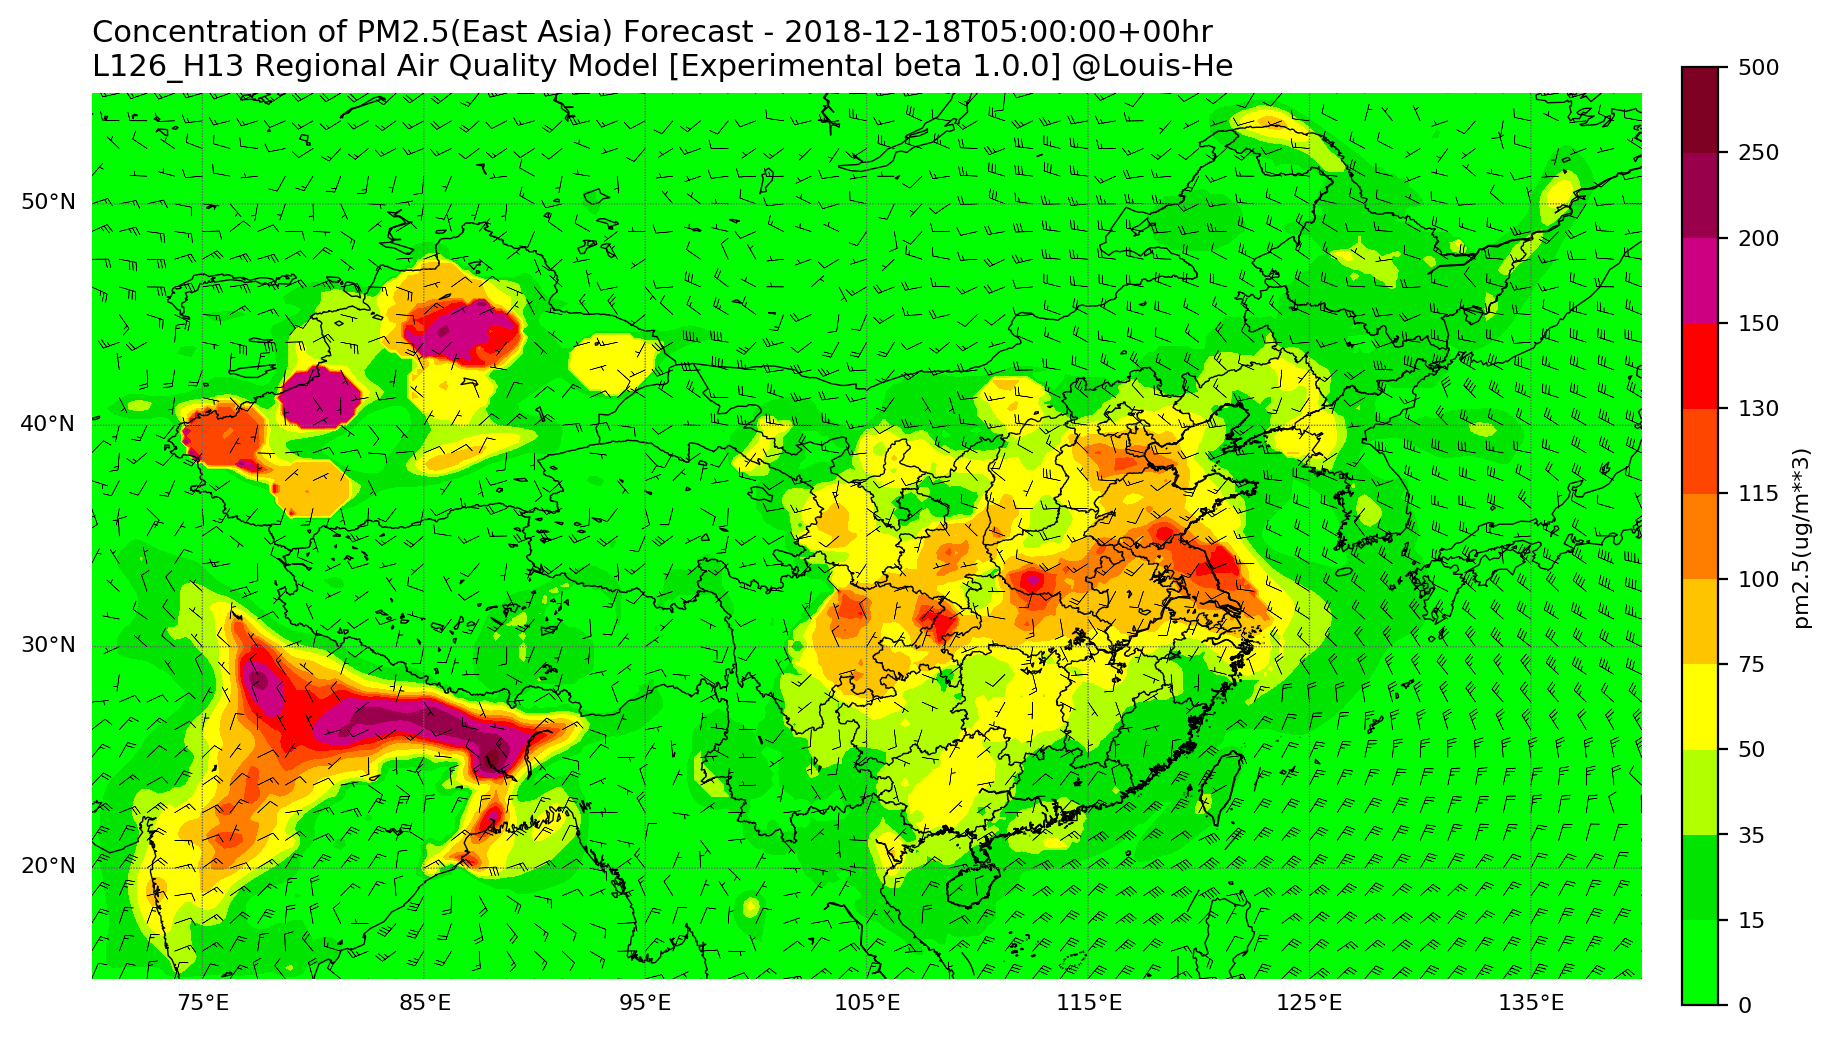 Concentration of PM2.5(East Asia) Forecast - 2018-12-18T05:00:00+00hr
L126_H13 Regional Air Quality Model [Experimental beta 1.0.0] @Louis-He
50°N
40°N
30°N
20°N
75°E
85°E
95°E
105°E
115°E
125°E
135°E
500
250
200
150
130
115
100
75
50
35
15
0
pm2.5(ug/m**3)